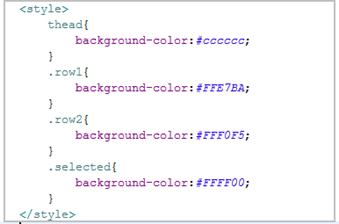 <style>
thead{
background-color:#cccccc;
}
.row1{
background-color:#FFE7BA;
}
.row2{
background-color:#FFF0F5;
}
.selected{
background-color:#FFFF00;
}
</style>